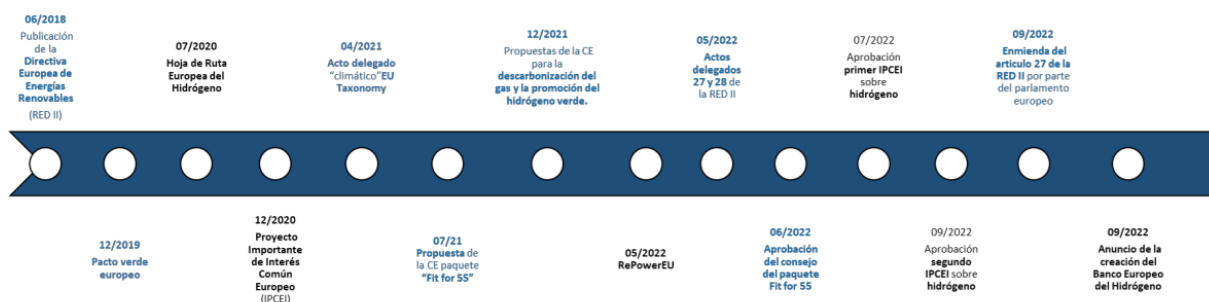 06/2018
Publicación
de la
Directiva
Europea de
Energías
Renovables
(RED II)
12/2019
Pacto verde
europeo
07/2020
Hoja de Ruta
Europea del
Hidrógeno
12/2020
Proyecto
Importante
de Interés
Común
Europeo
(IPCEI)
04/2021
Acto delegado
“climático”EU
Taxonomy
07/21
Propuesta de
la CE paquete
“Fit for 55”
12/2021
Propuestas de la CE
para la
descarbonización del
gas y la promoción del
hidrógeno verde.
05/2022
RePowerEU
05/2022
Actos
delegados
27 y 28 de
la RED II
06/2022
Aprobación
del consejo
del paquete
Fit for 55
07/2022
Aprobación
primer IPCEI
sobre
hidrógeno
09/2022
Aprobación
segundo
IPCEI sobre
hidrógeno
09/2022
Enmienda del
articulo 27 de la
RED II por parte
del parlamento
europeo
09/2022
Anuncio de la
creación del
Banco Europeo
del Hidrógeno